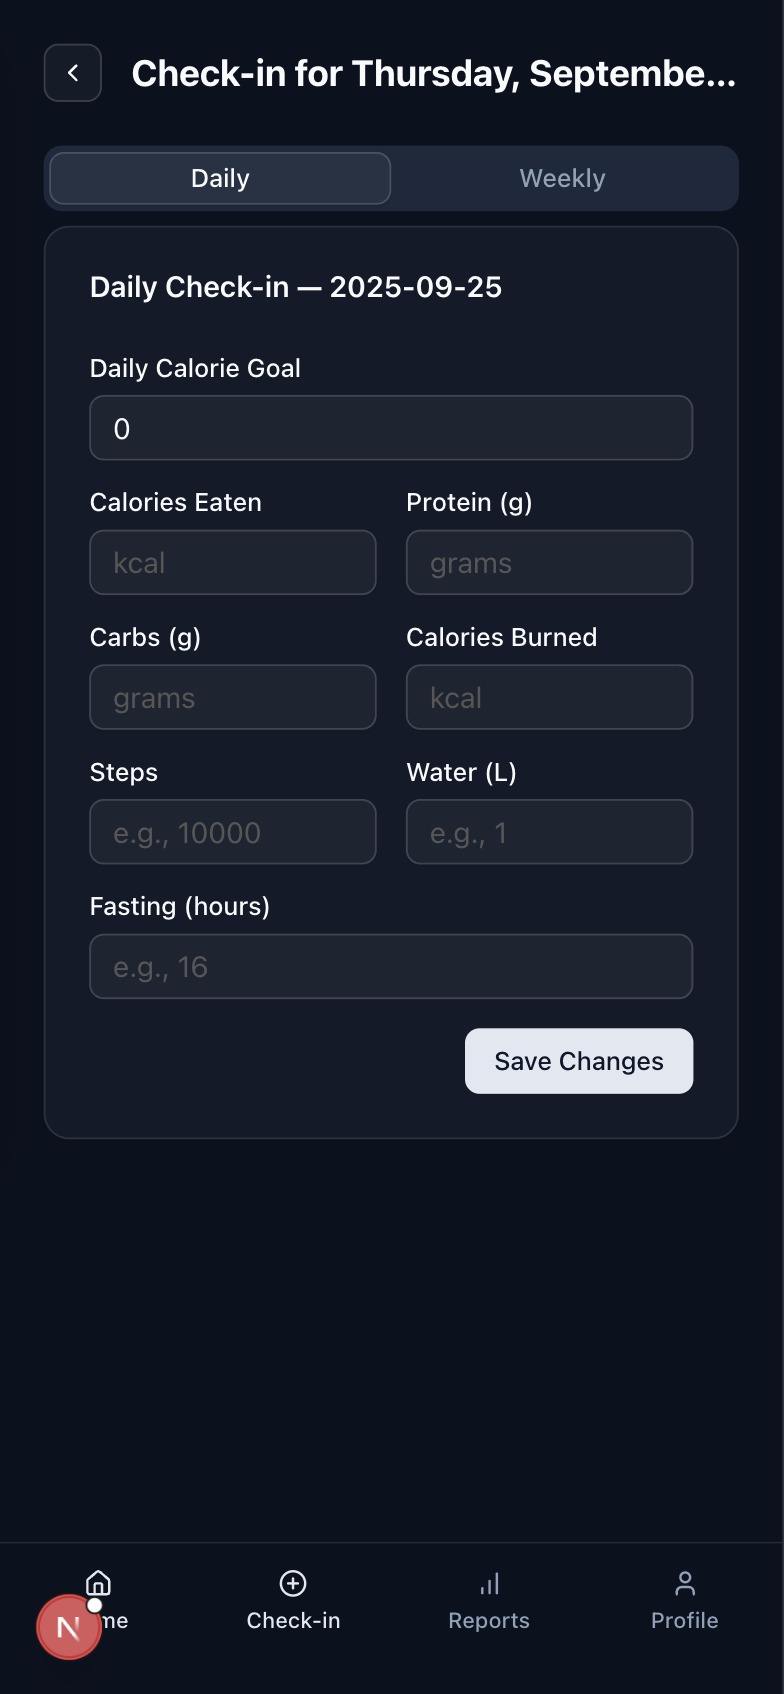 Check-in for Thursday, Septembe...
Daily Weekly
Daily Check-in — 2025-09-25
Daily Calorie Goal
0
Calories Eaten Protein (g)
kcal grams
Carbs (g) Calories Burned
grams kcal
Steps Water (L)
e.g., 10000 e.g., 1
Fasting (hours)
e.g., 16
Save Changes
N
me Check-in Reports Profile